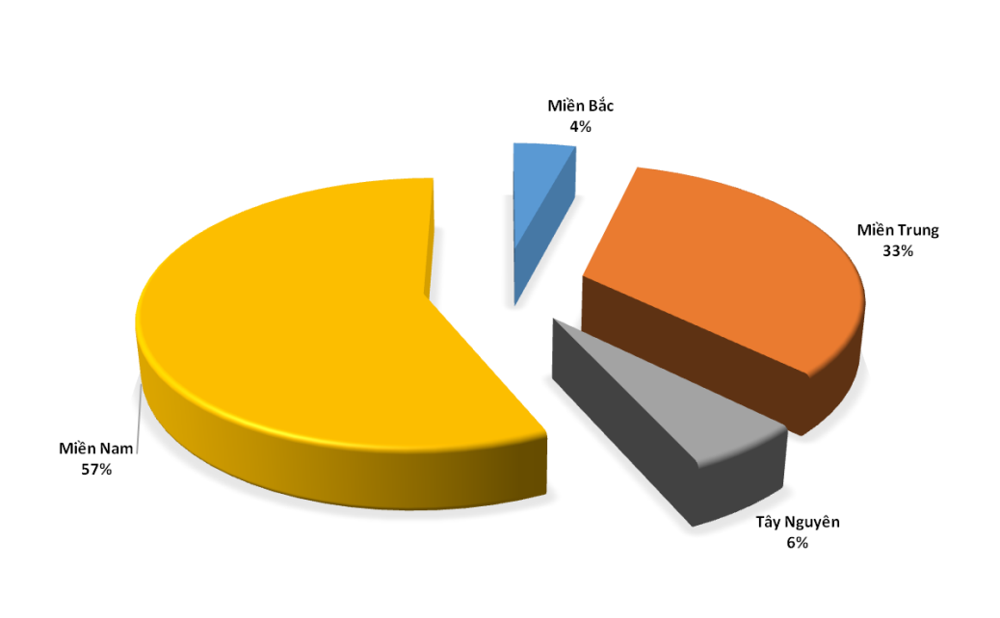 Miền Bắc
4%
Miền Trung
33%
Miền Nam
57%
Tây Nguyên
6%